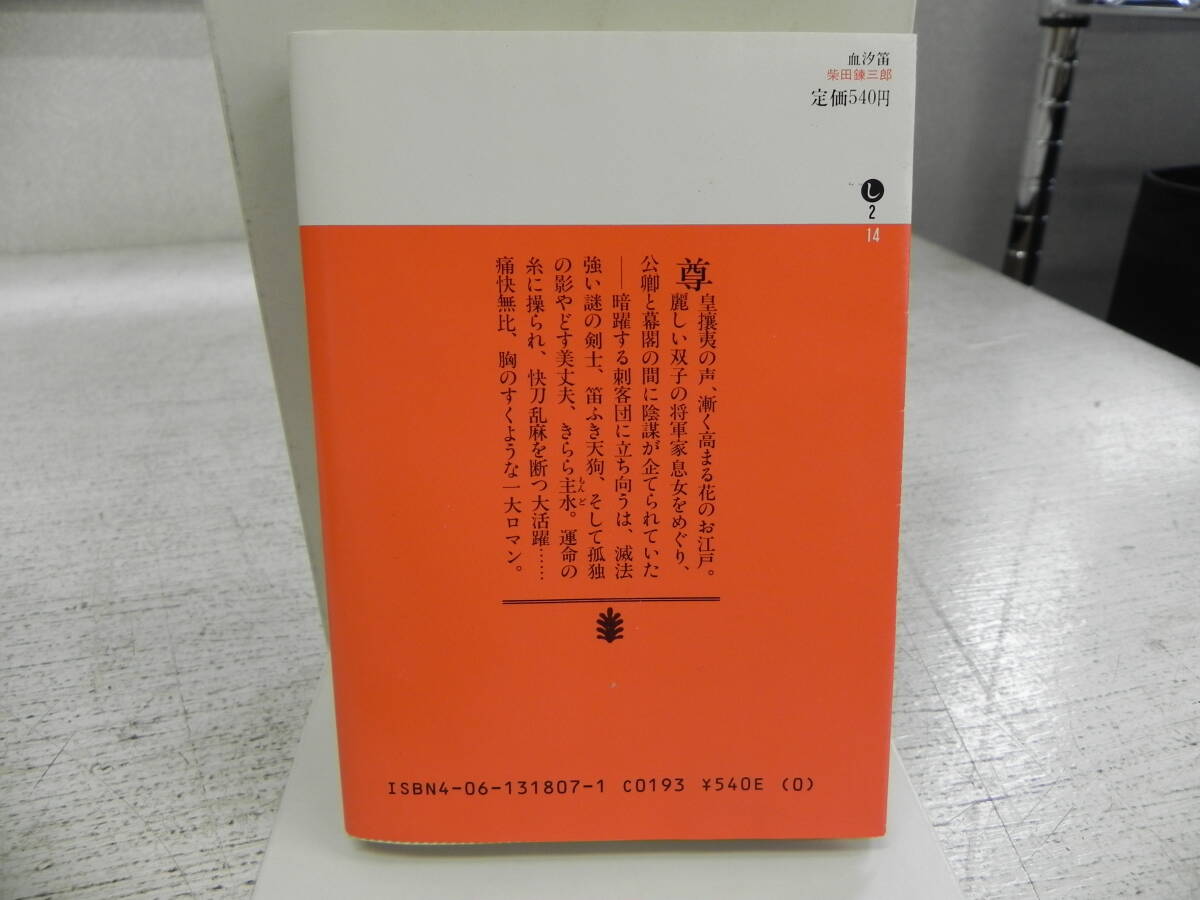 血汐笛
柴田錬三郎
定価540円
し
2
14
尊皇攘夷の声、漸く高まる花のお江戸。
麗しい双子の将軍家息女をめぐり、
公卿と幕閣の間に陰謀が企てられていた
――暗躍する刺客団に立ち向うは、滅法
強い謎の剣士、笛ふき天狗、そして孤独
の影やどす美丈夫、きらら主水。運命の
もんど
糸に操られ、快刀乱麻を断つ大活躍……
痛快無比、胸のすくような一大ロマン。
ISBN4-06-131807-1 C0193 ¥540E (0)